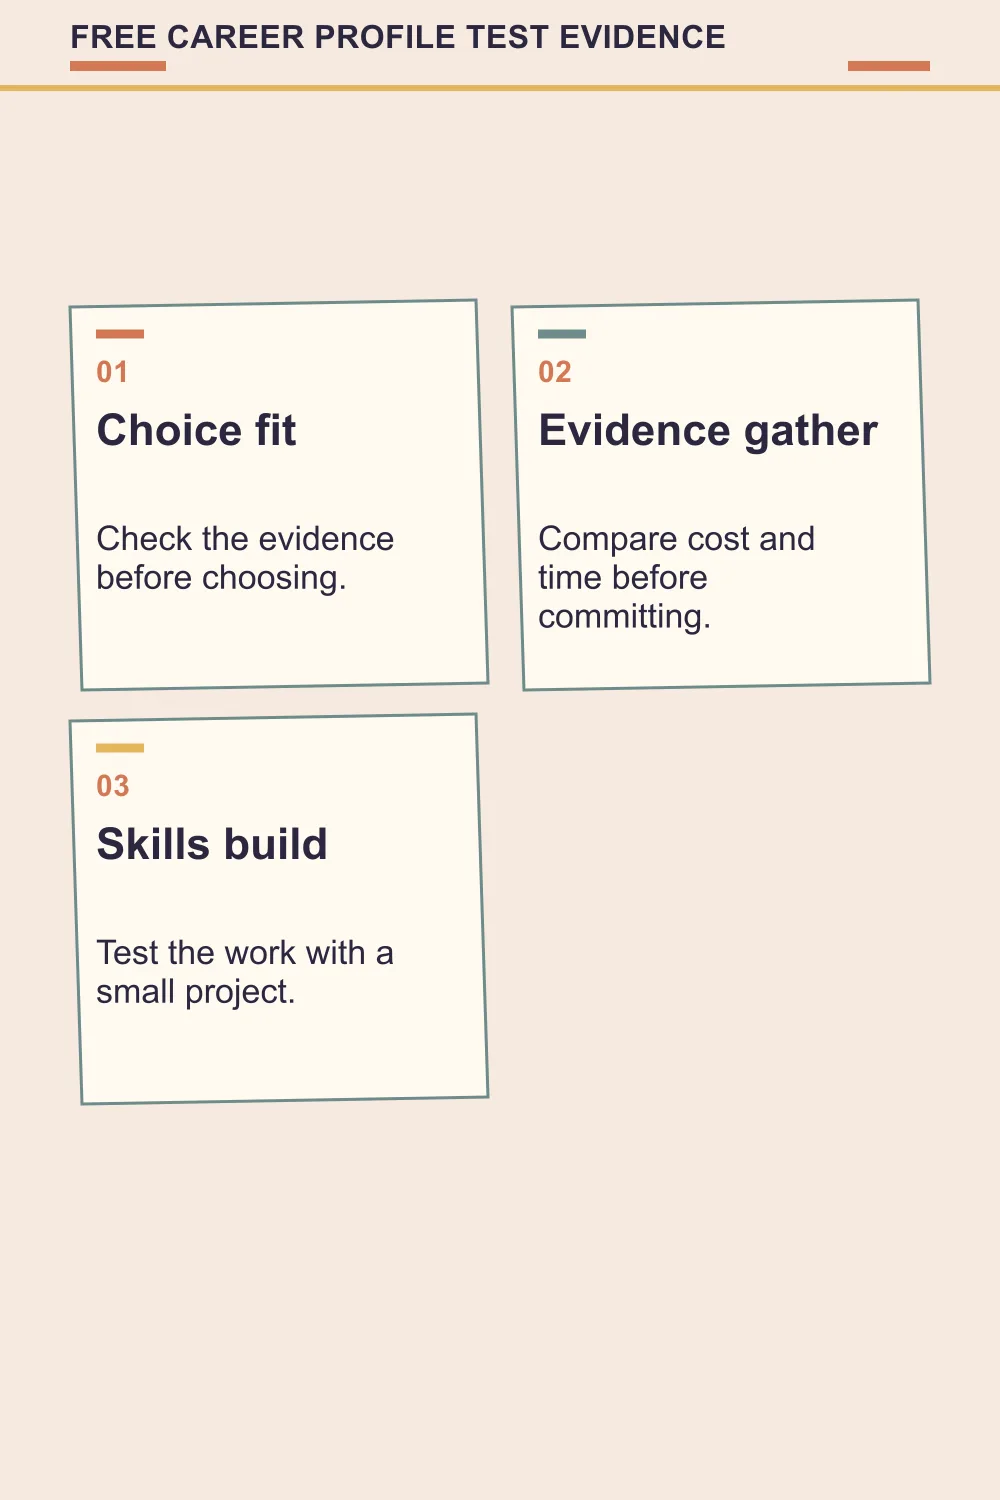 FREE CAREER PROFILE TEST EVIDENCE
01
Choice fit
Check the evidence
before choosing.
02
Evidence gather
Compare cost and
time before
committing.
03
Skills build
Test the work with a
small project.